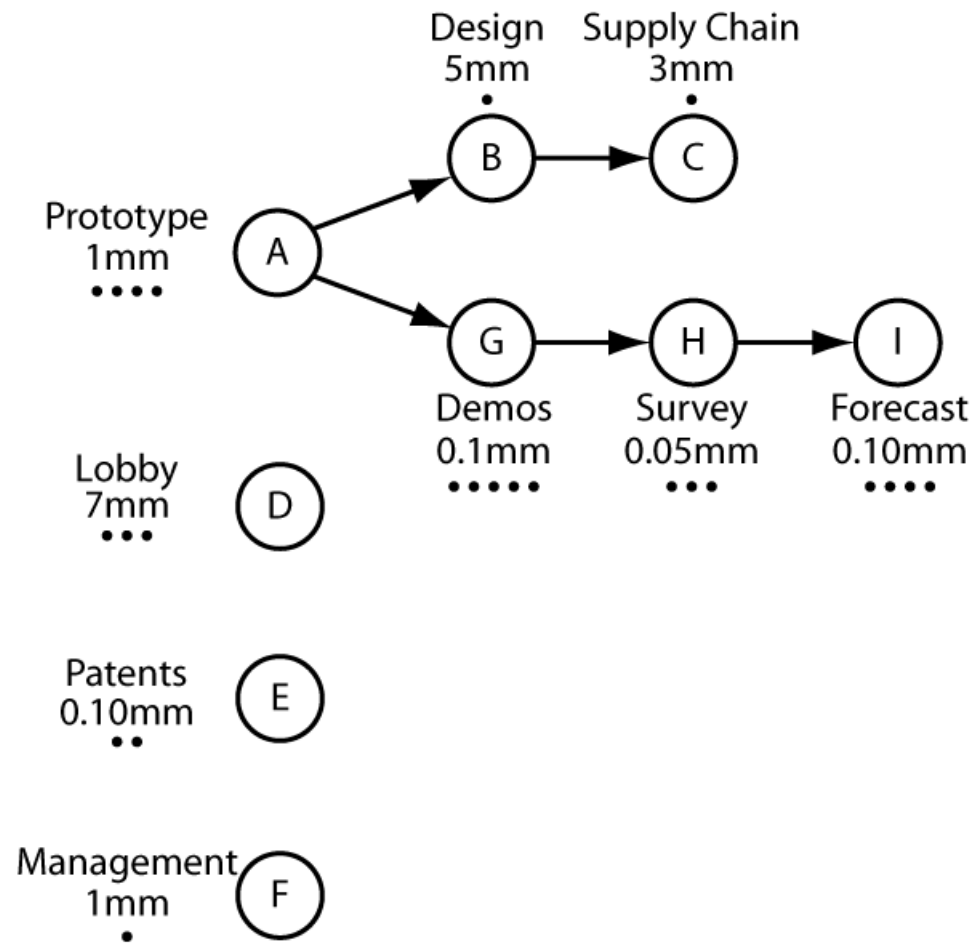 Design
5mm
Supply Chain
3mm
B
C
Prototype
1mm
A
G
H
I
Demos
0.1mm
Survey
0.05mm
Forecast
0.10mm
Lobby
7mm
D
Patents
0.10mm
E
Management
1mm
F